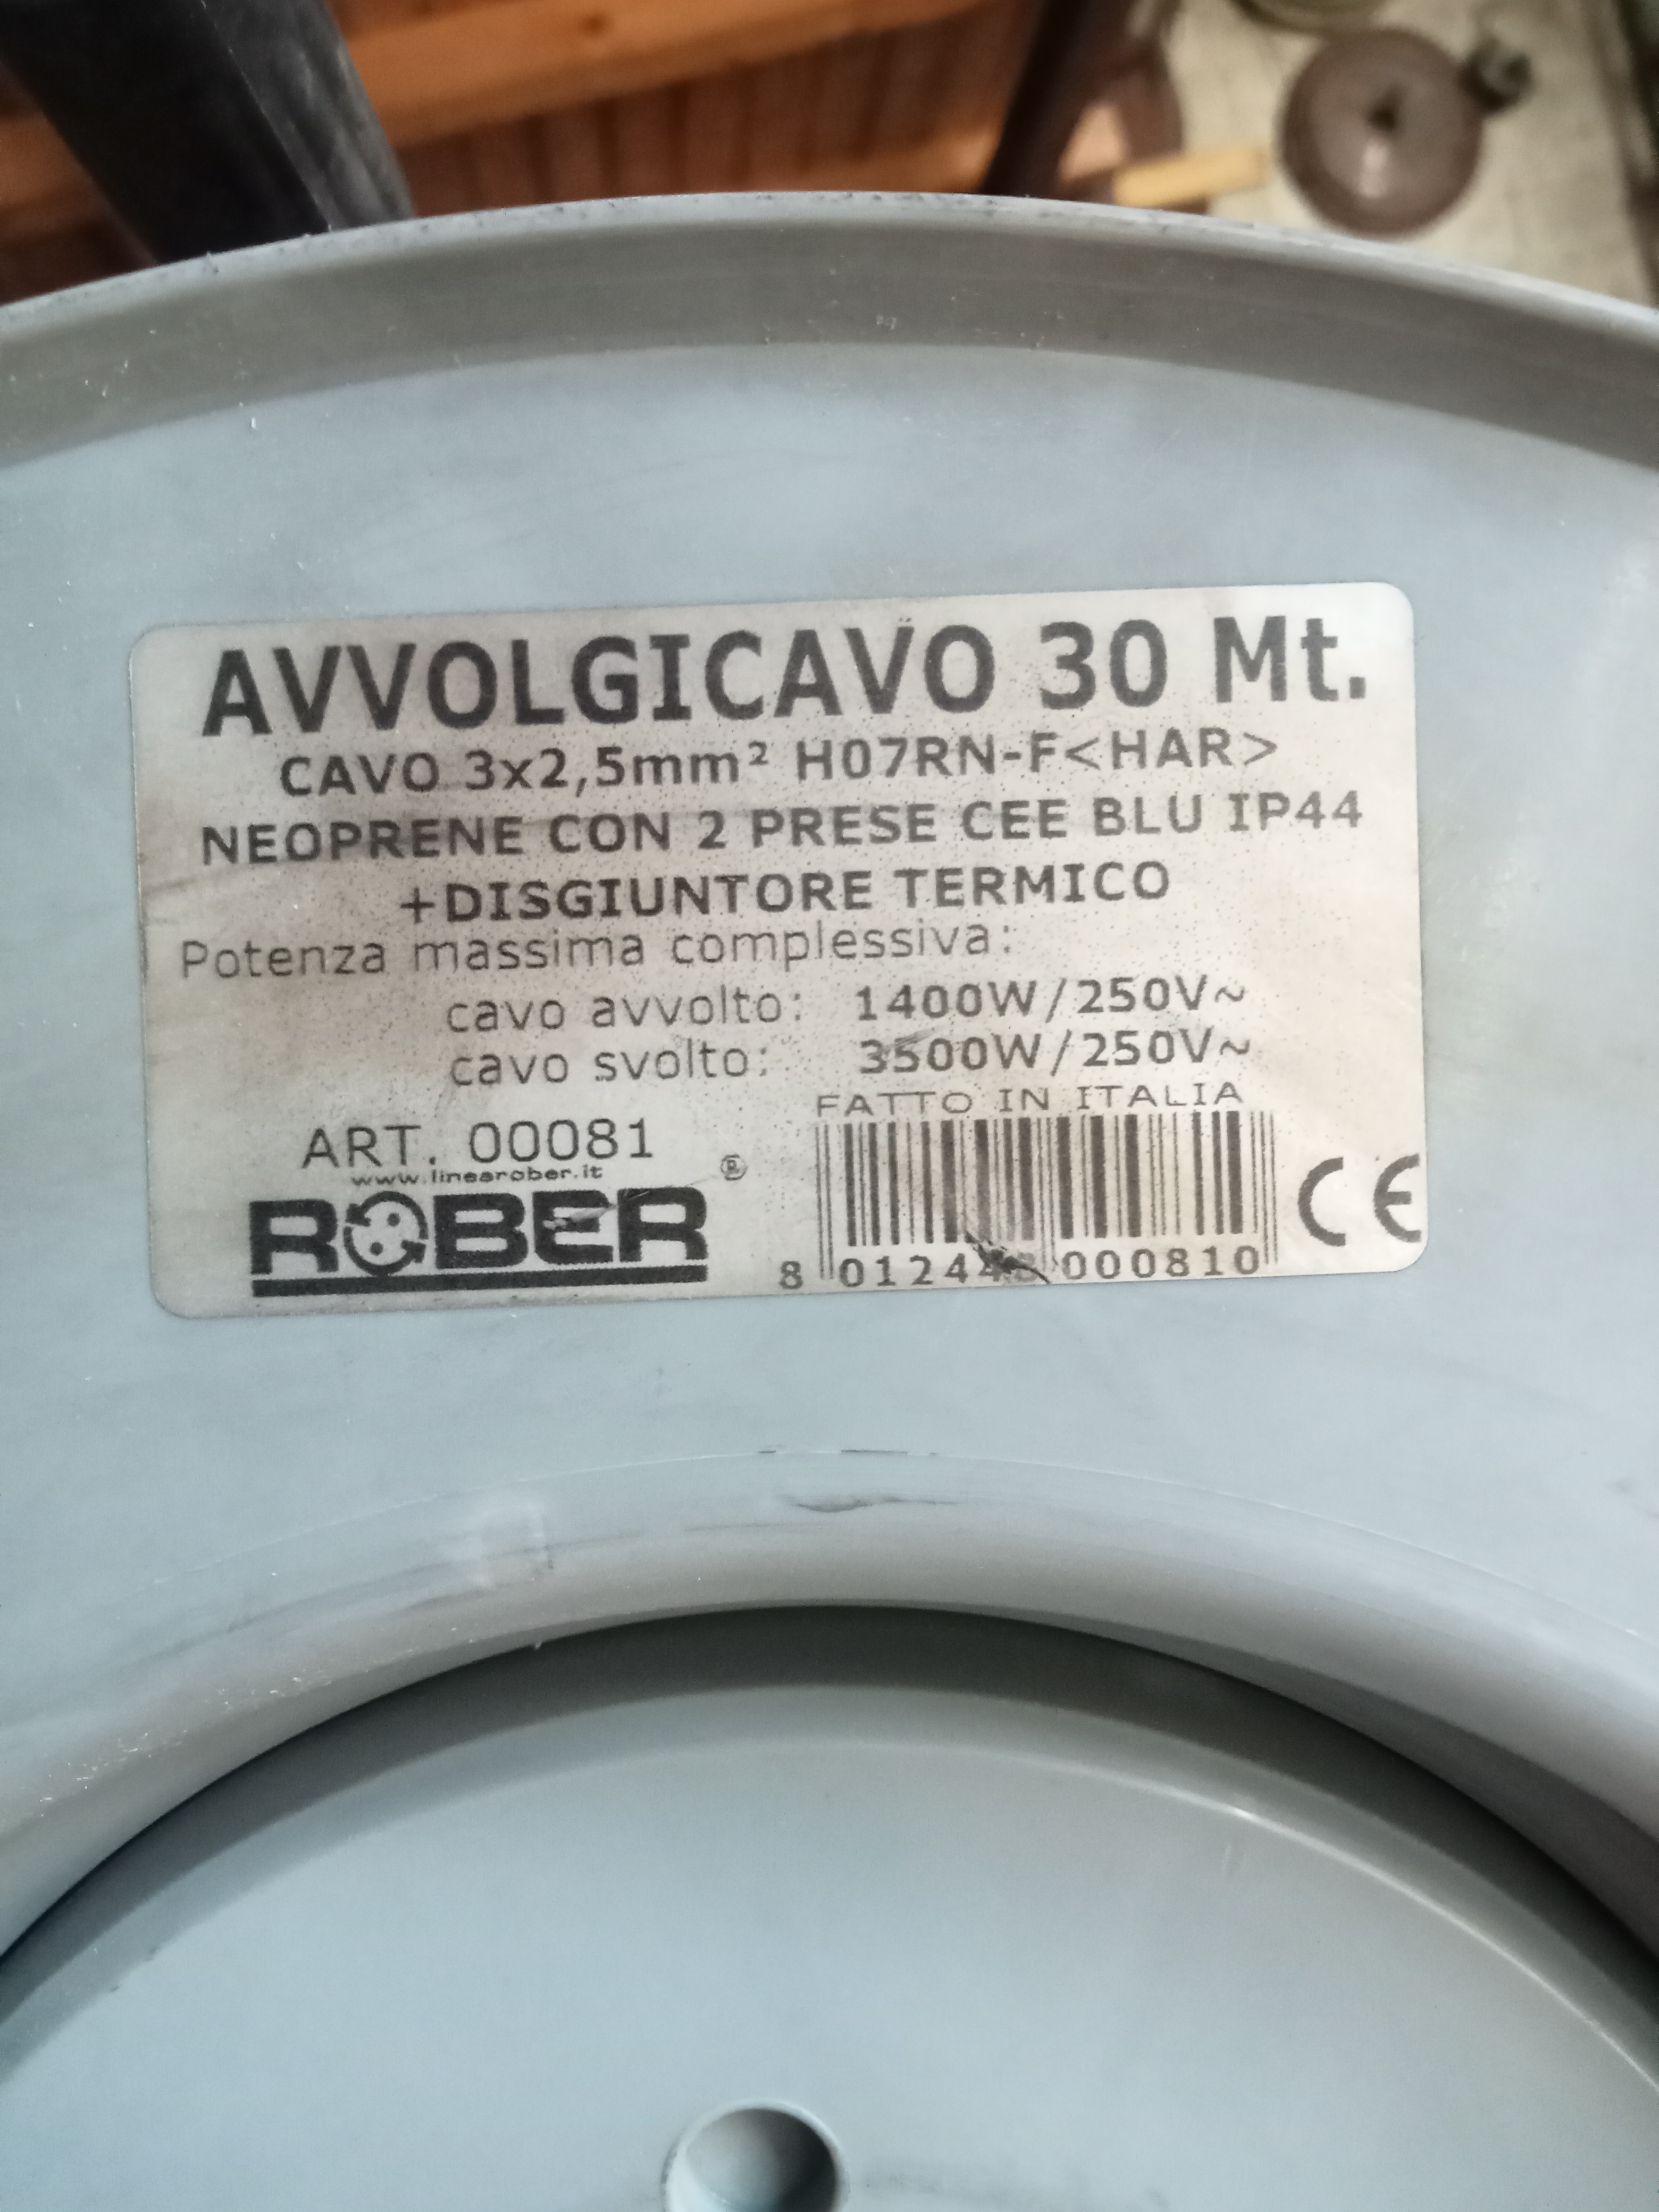 AVVOLGICAVO 30 Mt.
CAVO 3x2,5mm² H07RN-F<HAR>
NEOPRENE CON 2 PRESE CEE BLU IP44
+DISGIUNTORE TERMICO
Potenza massima complessiva:
cavo avvolto: 1400W/250V~
cavo svolto: 3500W/250V~
FATTO IN ITALIA
ART. 00081
www.linearober.it
ROBER ®
8 000810
CE